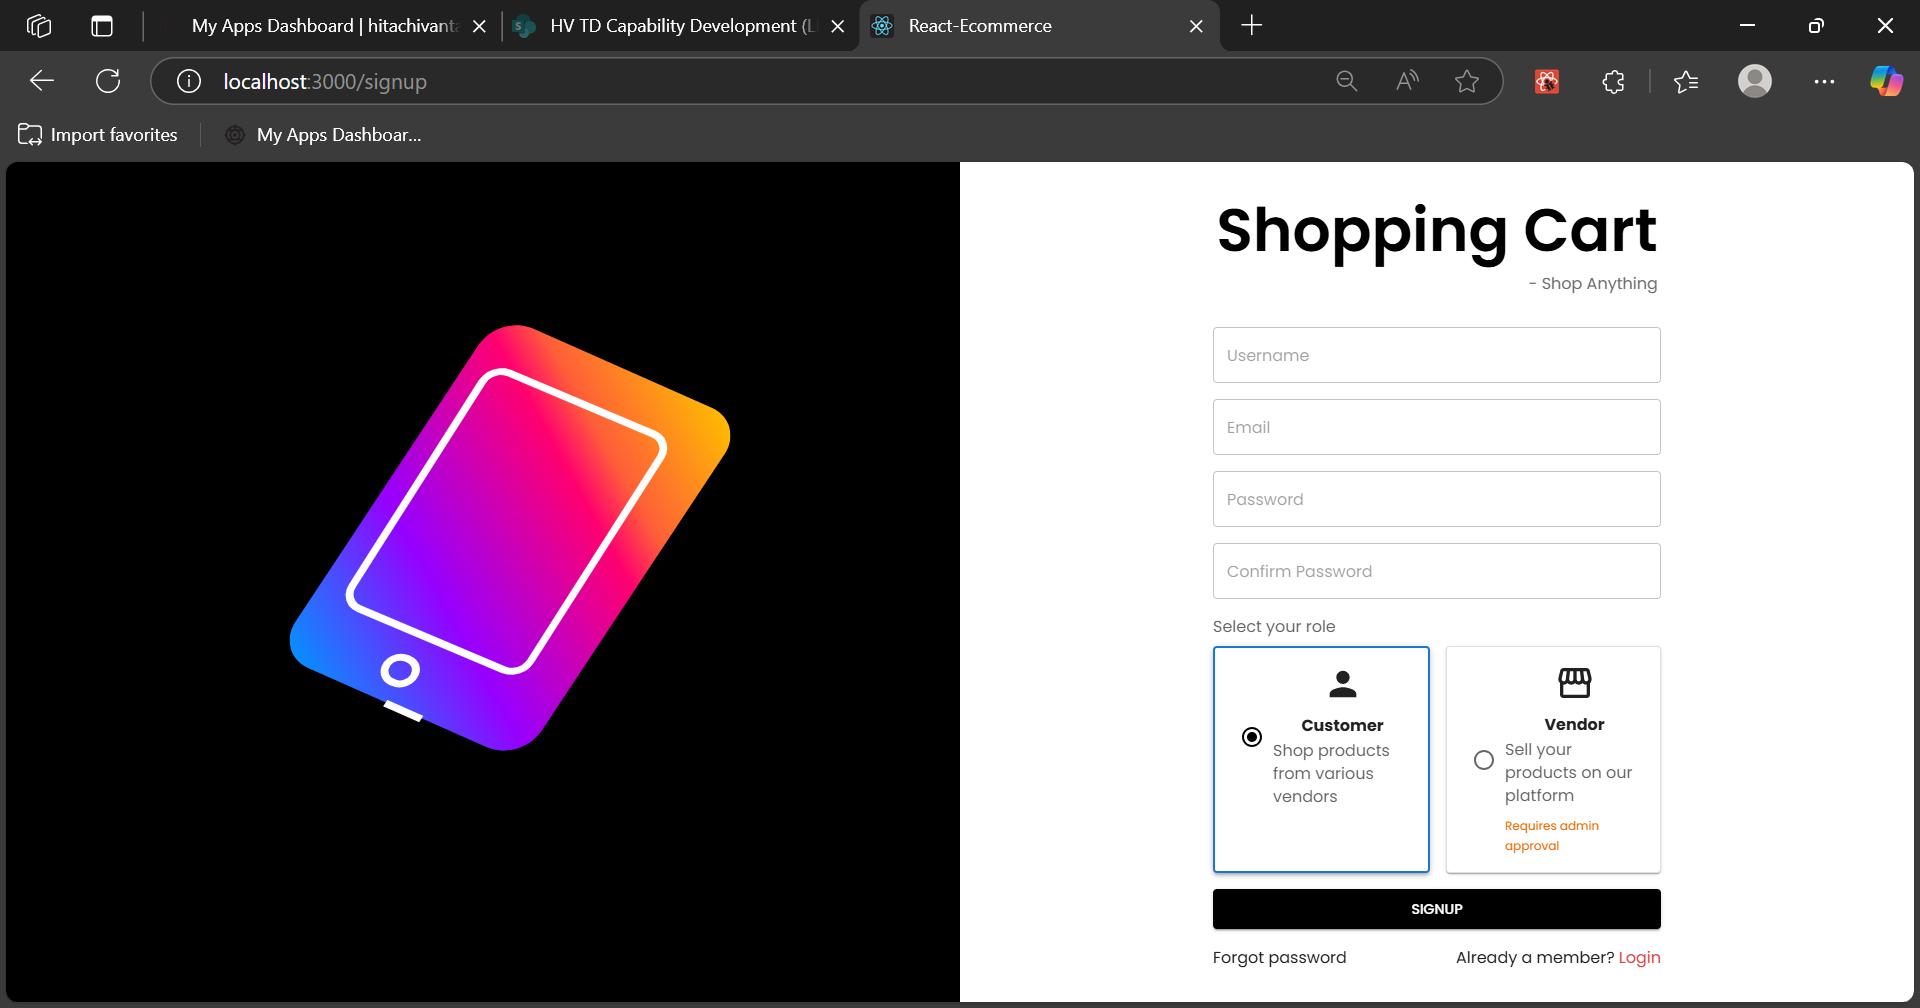 My Apps Dashboard | hitachivanta
HV TD Capability Development (L
React-Ecommerce
localhost:3000/signup
Import favorites
My Apps Dashboar...
Shopping Cart
- Shop Anything
Username
Email
Password
Confirm Password
Select your role
Customer
Shop products
from various
vendors
Vendor
Sell your
products on our
platform
Requires admin
approval
SIGNUP
Forgot password
Already a member? Login